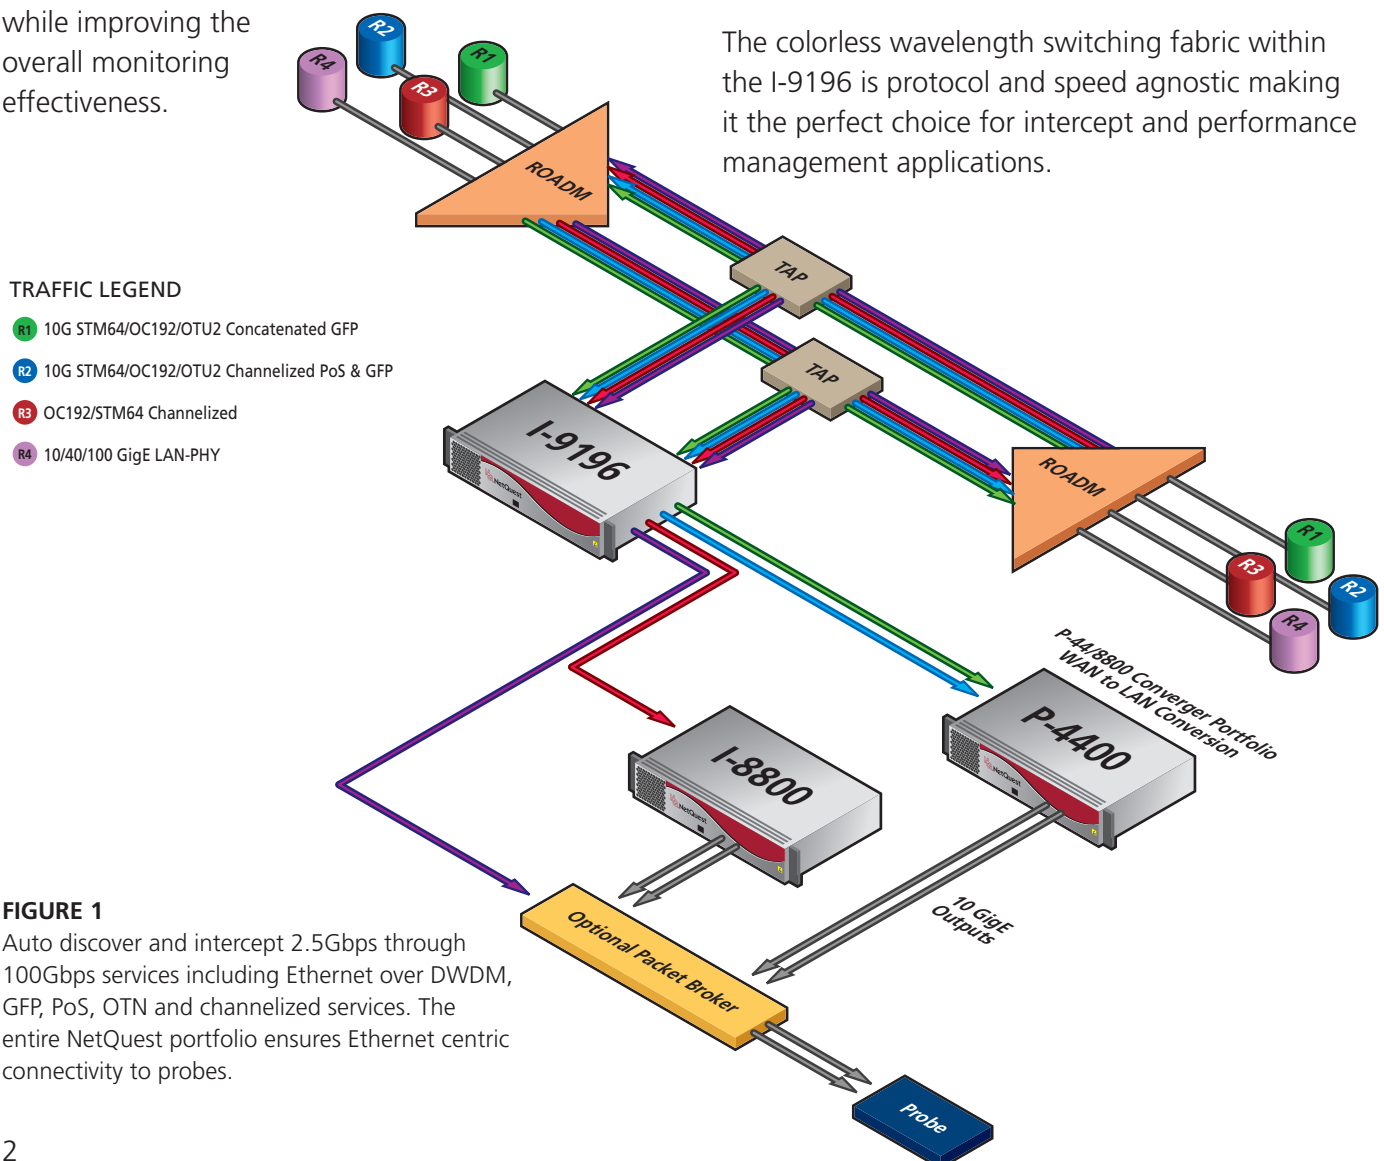 while improving the
overall monitoring
effectiveness.
The colorless wavelength switching fabric within
the I-9196 is protocol and speed agnostic making
it the perfect choice for intercept and performance
management applications.
R2
R1
R4
R3
ROADM
TAP
TAP
TRAFFIC LEGEND
R1 10G STM64/OC192/OTU2 Concatenated GFP
R2 10G STM64/OC192/OTU2 Channelized PoS & GFP
R3 OC192/STM64 Channelized
R4 10/40/100 GigE LAN-PHY
I-9196
NetQuest
ROADM
R1
R3
R2
R4
P-44/8800 Converger Portfolio
WAN to LAN Conversion
P-4400
NetQuest
I-8800
NetQuest
10 GigE
Outputs
Optional Packet Broker
Probe
FIGURE 1
Auto discover and intercept 2.5Gbps through
100Gbps services including Ethernet over DWDM,
GFP, PoS, OTN and channelized services. The
entire NetQuest portfolio ensures Ethernet centric
connectivity to probes.
2